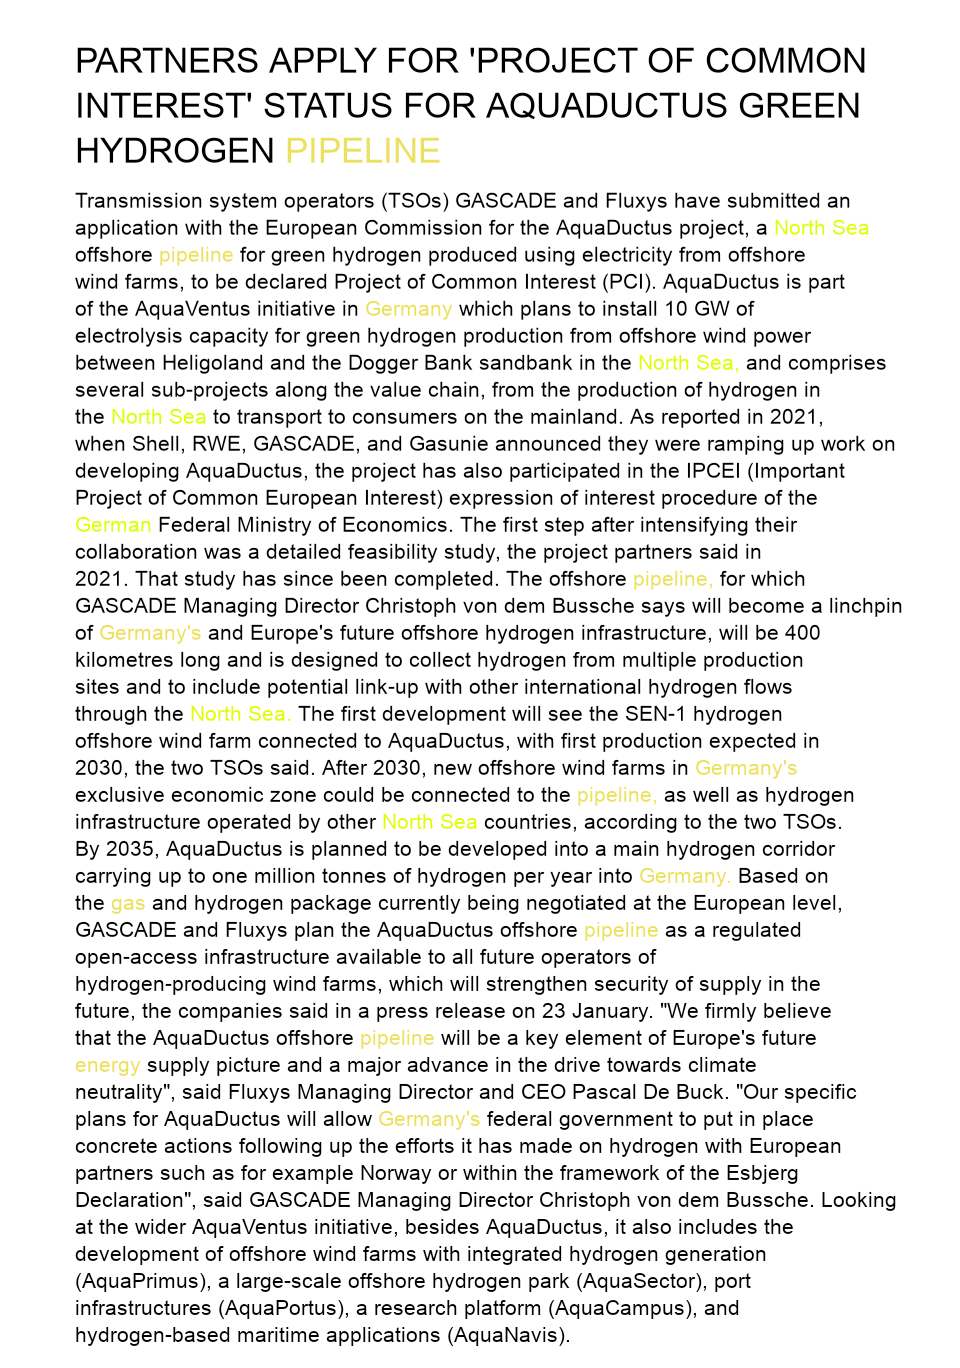 PARTNERS APPLY FOR 'PROJECT OF COMMON
INTEREST' STATUS FOR AQUADUCTUS GREEN
HYDROGEN PIPELINE
Transmission system operators (TSOs) GASCADE and Fluxys have submitted an
application with the European Commission for the AquaDuctus project, a North Sea
offshore pipeline for green hydrogen produced using electricity from offshore
wind farms, to be declared Project of Common Interest (PCI). AquaDuctus is part
of the AquaVentus initiative in Germany which plans to install 10 GW of
electrolysis capacity for green hydrogen production from offshore wind power
between Heligoland and the Dogger Bank sandbank in the North Sea, and comprises
several sub-projects along the value chain, from the production of hydrogen in
the North Sea to transport to consumers on the mainland. As reported in 2021,
when Shell, RWE, GASCADE, and Gasunie announced they were ramping up work on
developing AquaDuctus, the project has also participated in the IPCEI (Important
Project of Common European Interest) expression of interest procedure of the
German Federal Ministry of Economics. The first step after intensifying their
collaboration was a detailed feasibility study, the project partners said in
2021. That study has since been completed. The offshore pipeline, for which
GASCADE Managing Director Christoph von dem Bussche says will become a linchpin
of Germany's and Europe's future offshore hydrogen infrastructure, will be 400
kilometres long and is designed to collect hydrogen from multiple production
sites and to include potential link-up with other international hydrogen flows
through the North Sea. The first development will see the SEN-1 hydrogen
offshore wind farm connected to AquaDuctus, with first production expected in
2030, the two TSOs said. After 2030, new offshore wind farms in Germany's
exclusive economic zone could be connected to the pipeline, as well as hydrogen
infrastructure operated by other North Sea countries, according to the two TSOs.
By 2035, AquaDuctus is planned to be developed into a main hydrogen corridor
carrying up to one million tonnes of hydrogen per year into Germany. Based on
the gas and hydrogen package currently being negotiated at the European level,
GASCADE and Fluxys plan the AquaDuctus offshore pipeline as a regulated
open-access infrastructure available to all future operators of
hydrogen-producing wind farms, which will strengthen security of supply in the
future, the companies said in a press release on 23 January. "We firmly believe
that the AquaDuctus offshore pipeline will be a key element of Europe's future
energy supply picture and a major advance in the drive towards climate
neutrality", said Fluxys Managing Director and CEO Pascal De Buck. "Our specific
plans for AquaDuctus will allow Germany's federal government to put in place
concrete actions following up the efforts it has made on hydrogen with European
partners such as for example Norway or within the framework of the Esbjerg
Declaration", said GASCADE Managing Director Christoph von dem Bussche. Looking
at the wider AquaVentus initiative, besides AquaDuctus, it also includes the
development of offshore wind farms with integrated hydrogen generation
(AquaPrimus), a large-scale offshore hydrogen park (AquaSector), port
infrastructures (AquaPortus), a research platform (AquaCampus), and
hydrogen-based maritime applications (AquaNavis).